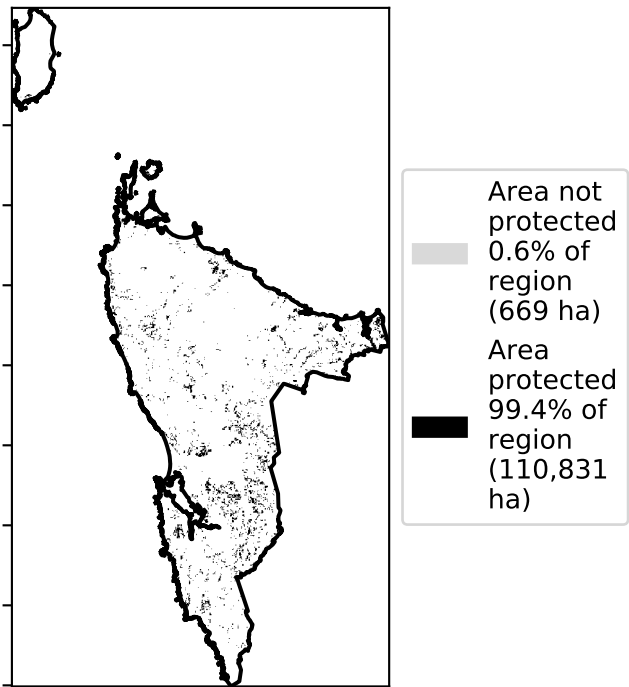 Area not
protected
0.6% of
region
(669 ha)
Area
protected
99.4% of
region
(110,831
ha)